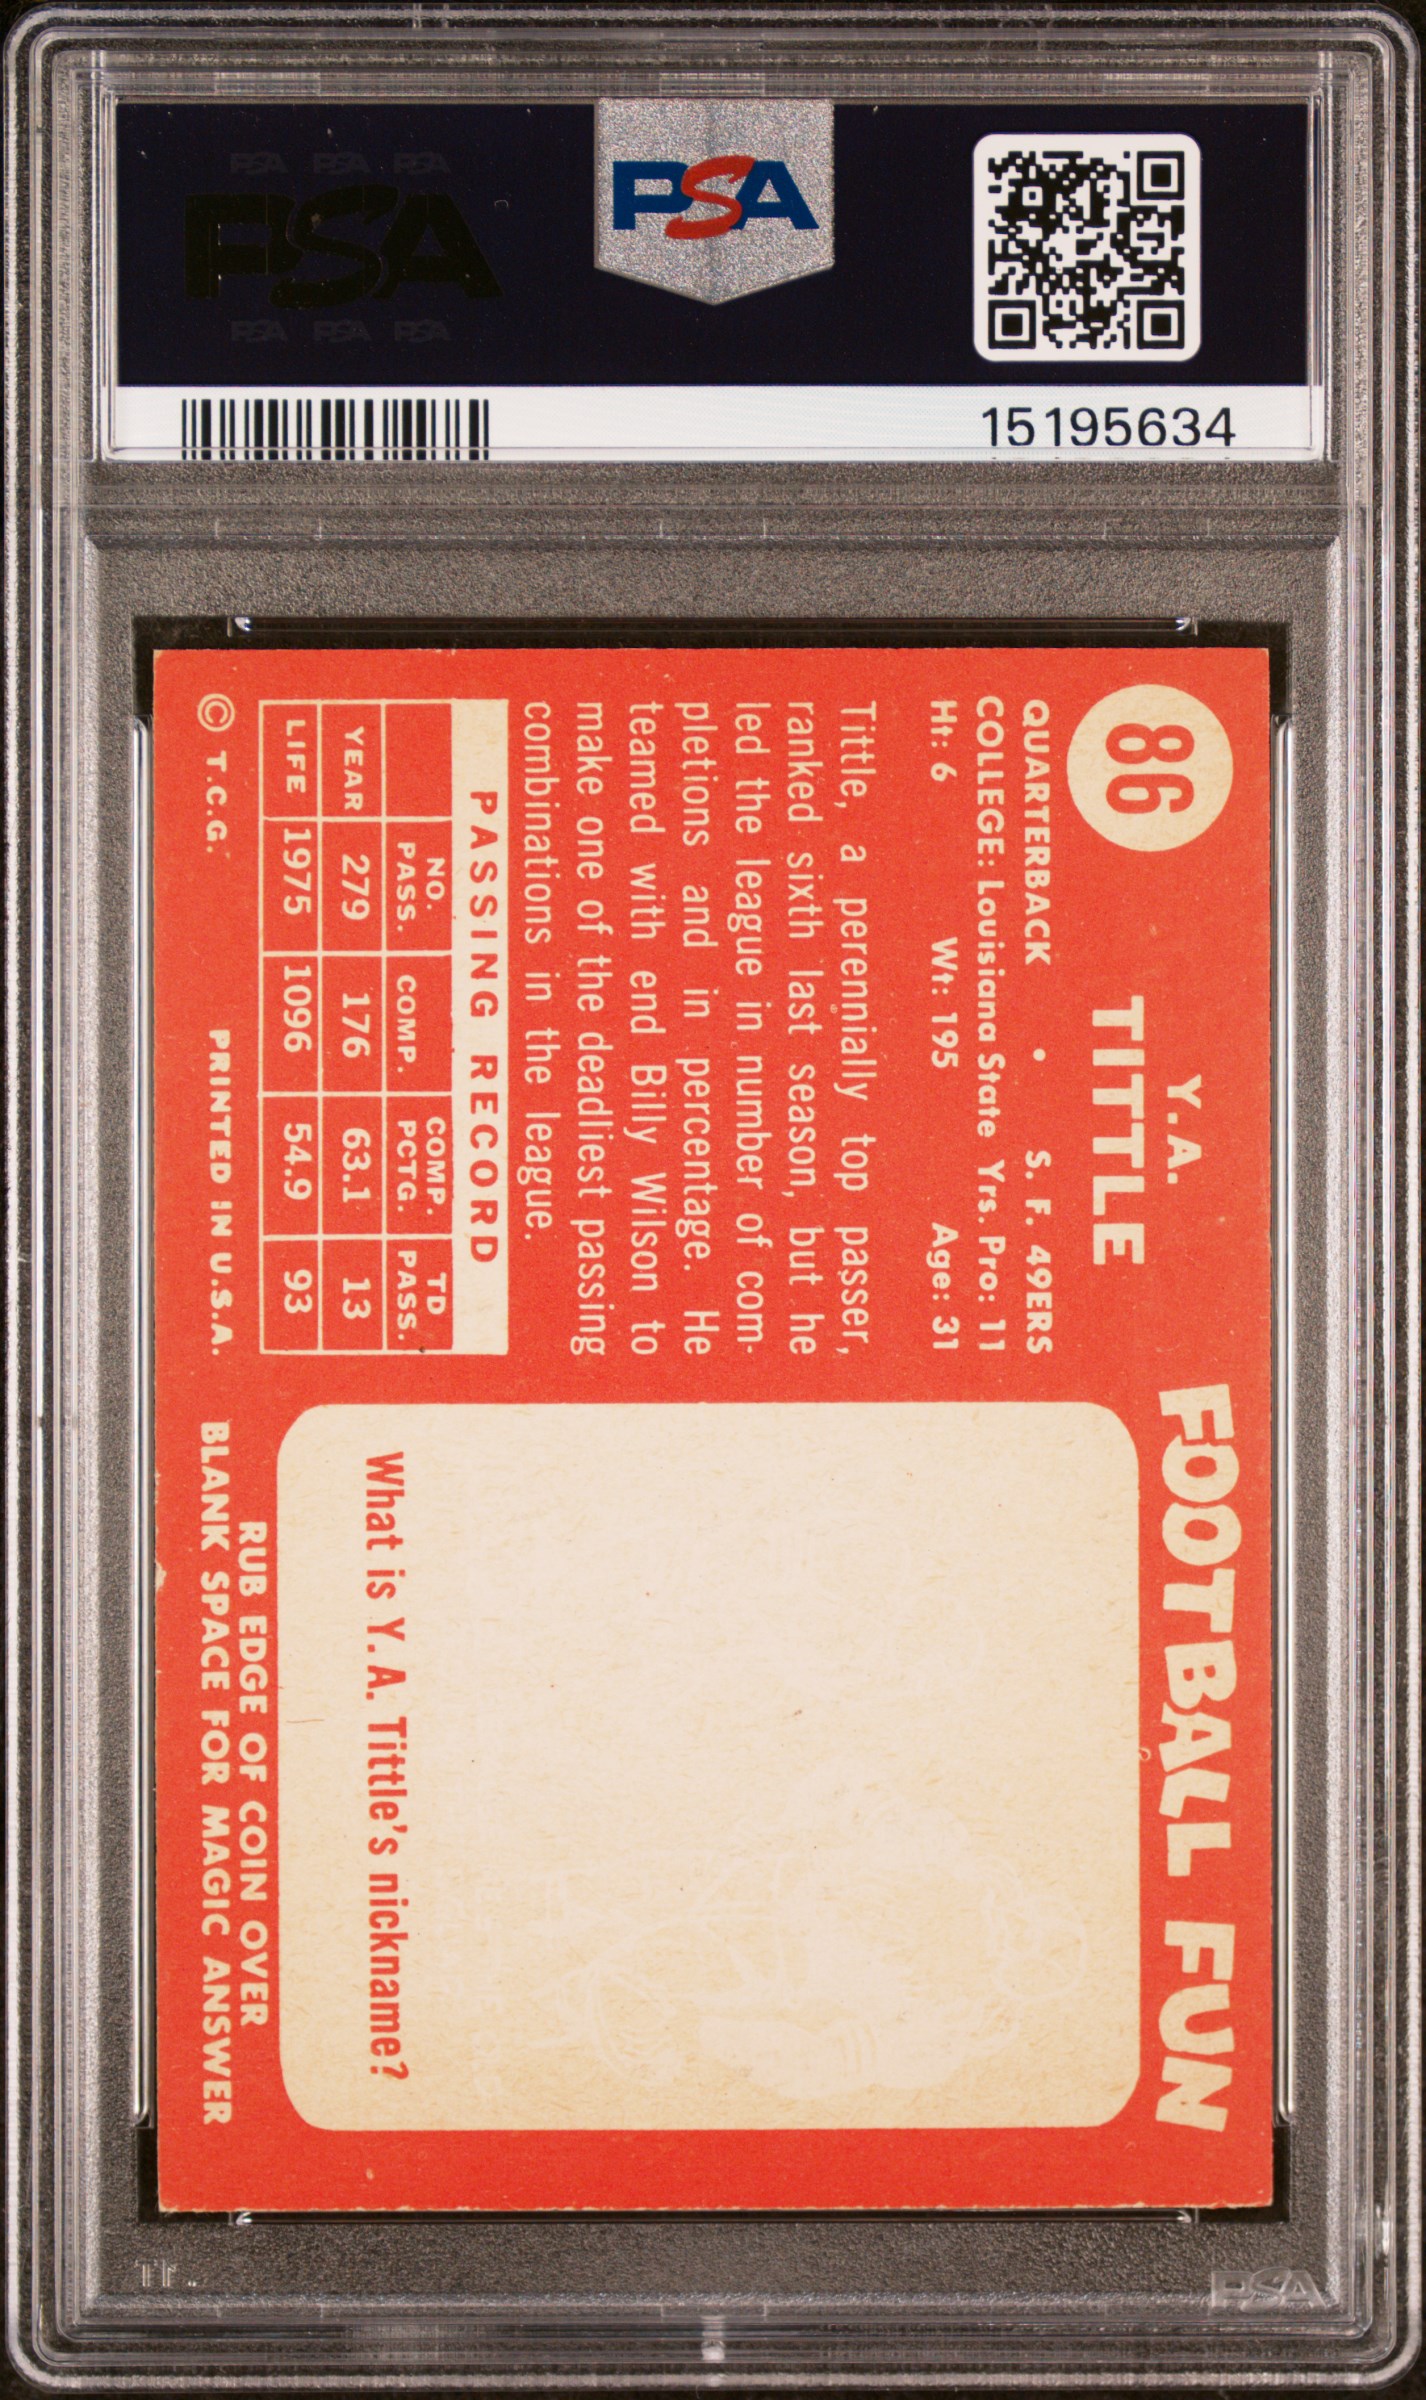 PSA PSA PSA
PSA
PSA PSA PSA
PSA
15195634
86
Y.A.
TITTLE
QUARTERBACK • S. F. 49ERS
COLLEGE: Louisiana State Yrs. Pro: 11
Ht: 6 Wt: 195 Age: 31
Tittle, a perennially top passer,
ranked sixth last season, but he
led the league in number of com-
pletions and in percentage. He
teamed with end Billy Wilson to
make one of the deadliest passing
combinations in the league.
PASSING RECORD
NO. PASS. COMP. COMP. PCTG. TD PASS.
YEAR 279 176 63.1 13
LIFE 1975 1096 54.9 93
© T.C.G. PRINTED IN U.S.A.
FOOTBALL FUN
What is Y. A. Tittle's nickname?
RUB EDGE OF COIN OVER
BLANK SPACE FOR MAGIC ANSWER
PSA